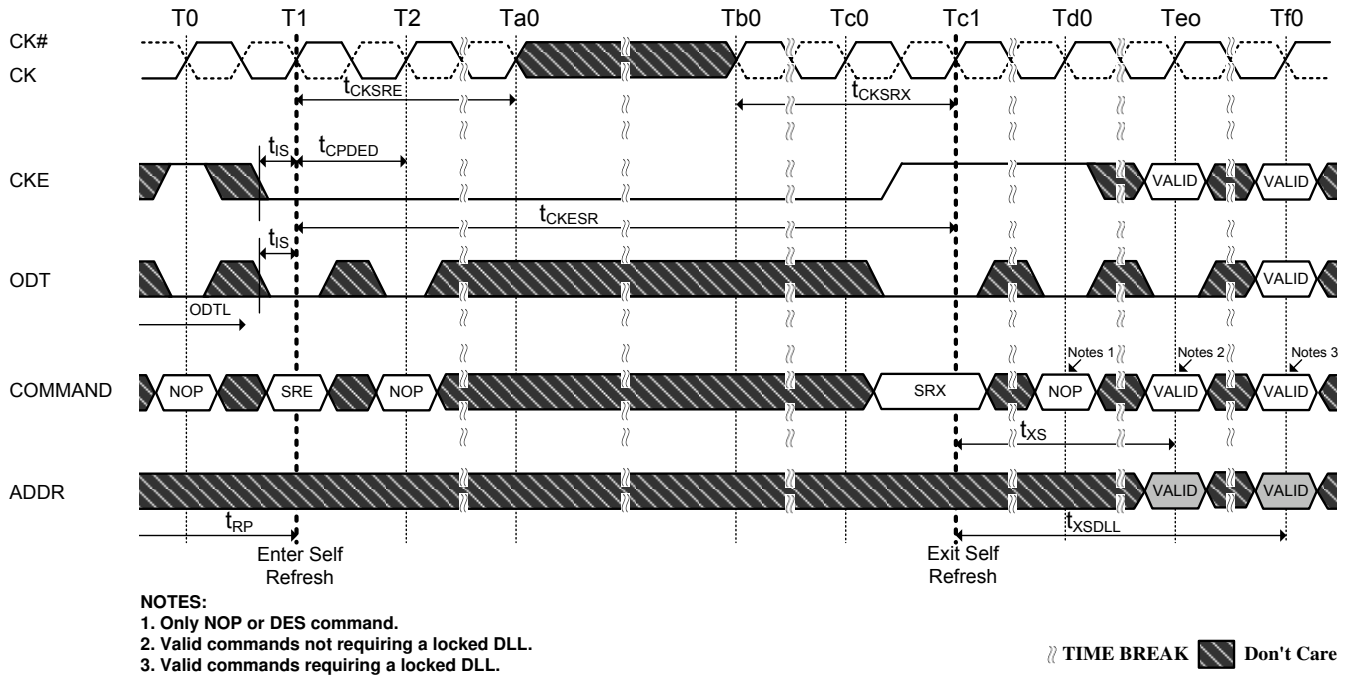 T0 T1 T2 Ta0 Tb0 Tc0 Tc1 Td0 Teo Tf0
CK#
CK
tCKSRE
tCKSRX
tIS
tCPDED
CKE
VALID VALID
tCKESR
tIS
ODT
VALID
ODTL
Notes 1 Notes 2 Notes 3
COMMAND
NOP SRE NOP SRX NOP VALID VALID
tXS
ADDR
VALID VALID
tRP
tXSDLL
Enter Self
Refresh
Exit Self
Refresh
NOTES:
1. Only NOP or DES command.
2. Valid commands not requiring a locked DLL.
3. Valid commands requiring a locked DLL.
TIME BREAK Don't Care